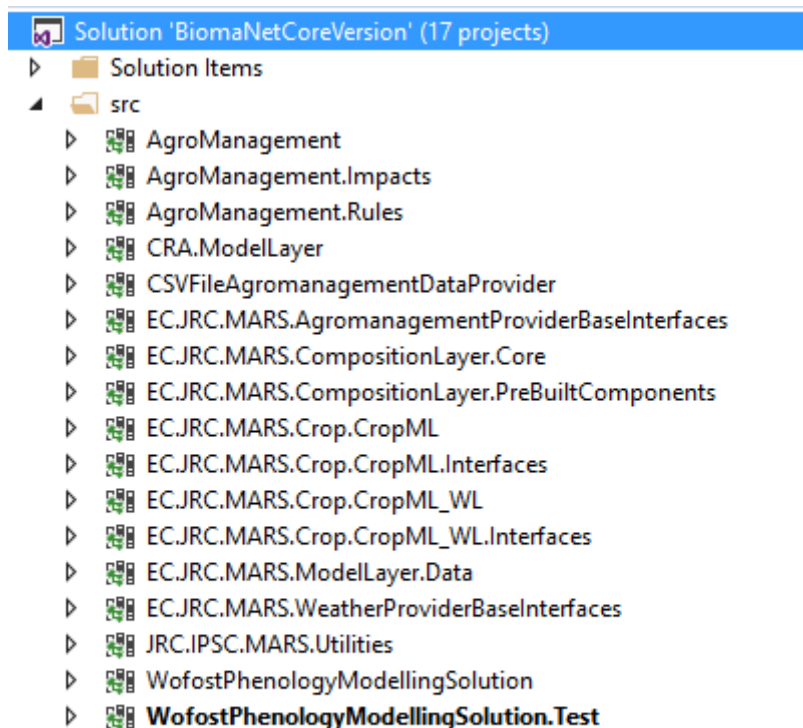 Solution 'BiomaNetCoreVersion' (17 projects)
Solution Items
src
AgroManagement
AgroManagement.Impacts
AgroManagement.Rules
CRA.ModelLayer
CSVFileAgromanagementDataProvider
EC.JRC.MARS.AgromanagementProviderBaseInterfaces
EC.JRC.MARS.CompositionLayer.Core
EC.JRC.MARS.CompositionLayer.PreBuiltComponents
EC.JRC.MARS.Crop.CropML
EC.JRC.MARS.Crop.CropML.Interfaces
EC.JRC.MARS.Crop.CropML_WL
EC.JRC.MARS.Crop.CropML_WL.Interfaces
EC.JRC.MARS.ModelLayer.Data
EC.JRC.MARS.WeatherProviderBaseInterfaces
JRC.IPSC.MARS.Utilities
WofostPhenologyModellingSolution
WofostPhenologyModellingSolution.Test